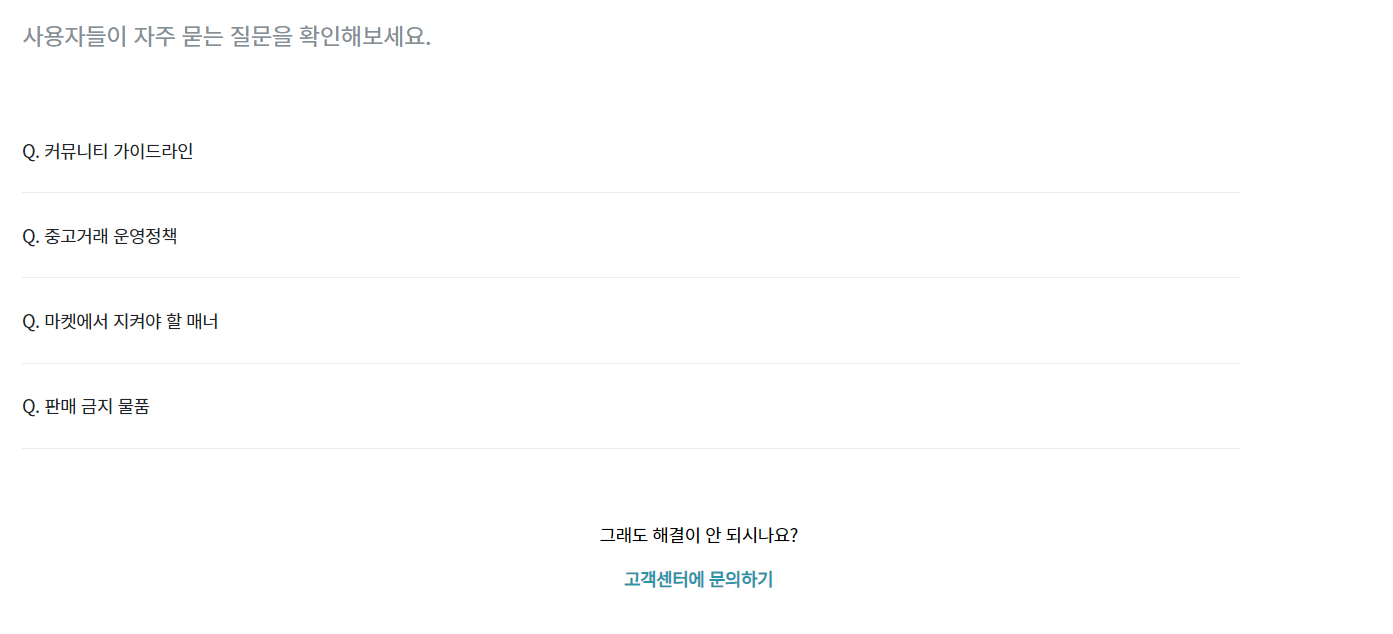 사용자들이 자주 묻는 질문을 확인해보세요.
Q. 커뮤니티 가이드라인
Q. 중고거래 운영정책
Q. 마켓에서 지켜야 할 매너
Q. 판매 금지 물품
그래도 해결이 안 되시나요?
고객센터에 문의하기